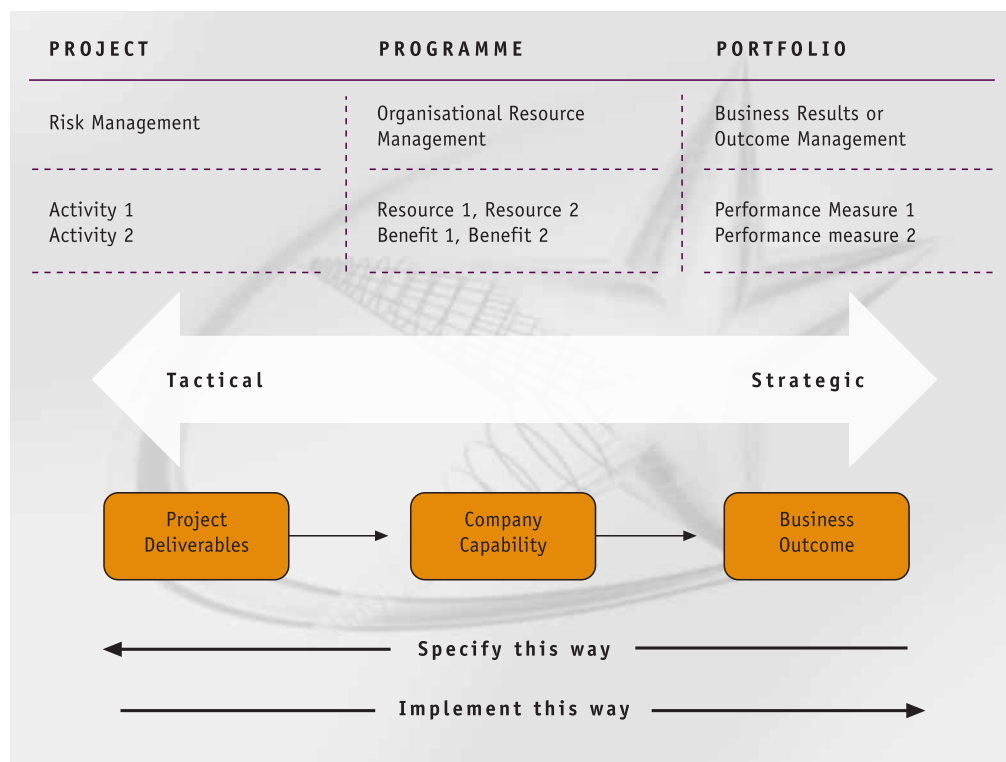 PROJECT
PROGRAMME
PORTFOLIO
Risk Management
Organisational Resource
Management
Business Results or
Outcome Management
Activity 1
Activity 2
Resource 1, Resource 2
Benefit 1, Benefit 2
Performance Measure 1
Performance measure 2
Tactical
Strategic
Project
Deliverables
Company
Capability
Business
Outcome
Specify this way
Implement this way